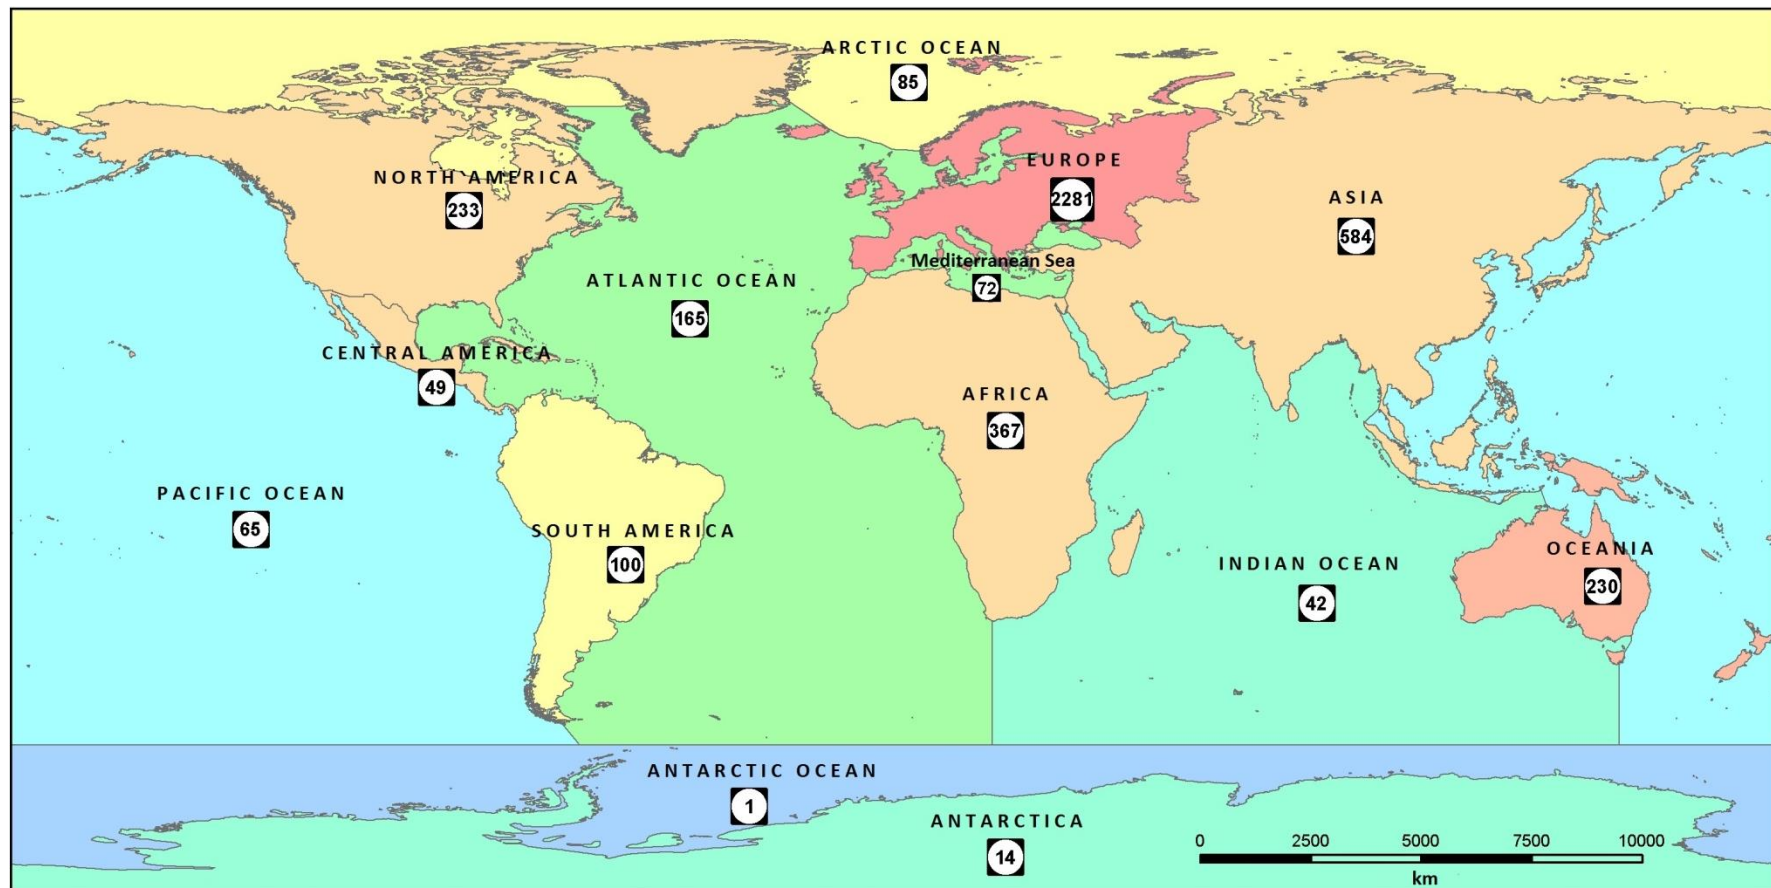 ARCTIC OCEAN
85
EUROPE
2281
NORTH AMERICA
233
ASIA
584
Mediterranean Sea
72
ATLANTIC OCEAN
165
CENTRAL AMERICA
49
AFRICA
367
PACIFIC OCEAN
65
SOUTH AMERICA
100
OCEANIA
230
INDIAN OCEAN
42
ANTARCTIC OCEAN
1
ANTARCTICA
14
0 2500 5000 7500 10000
km